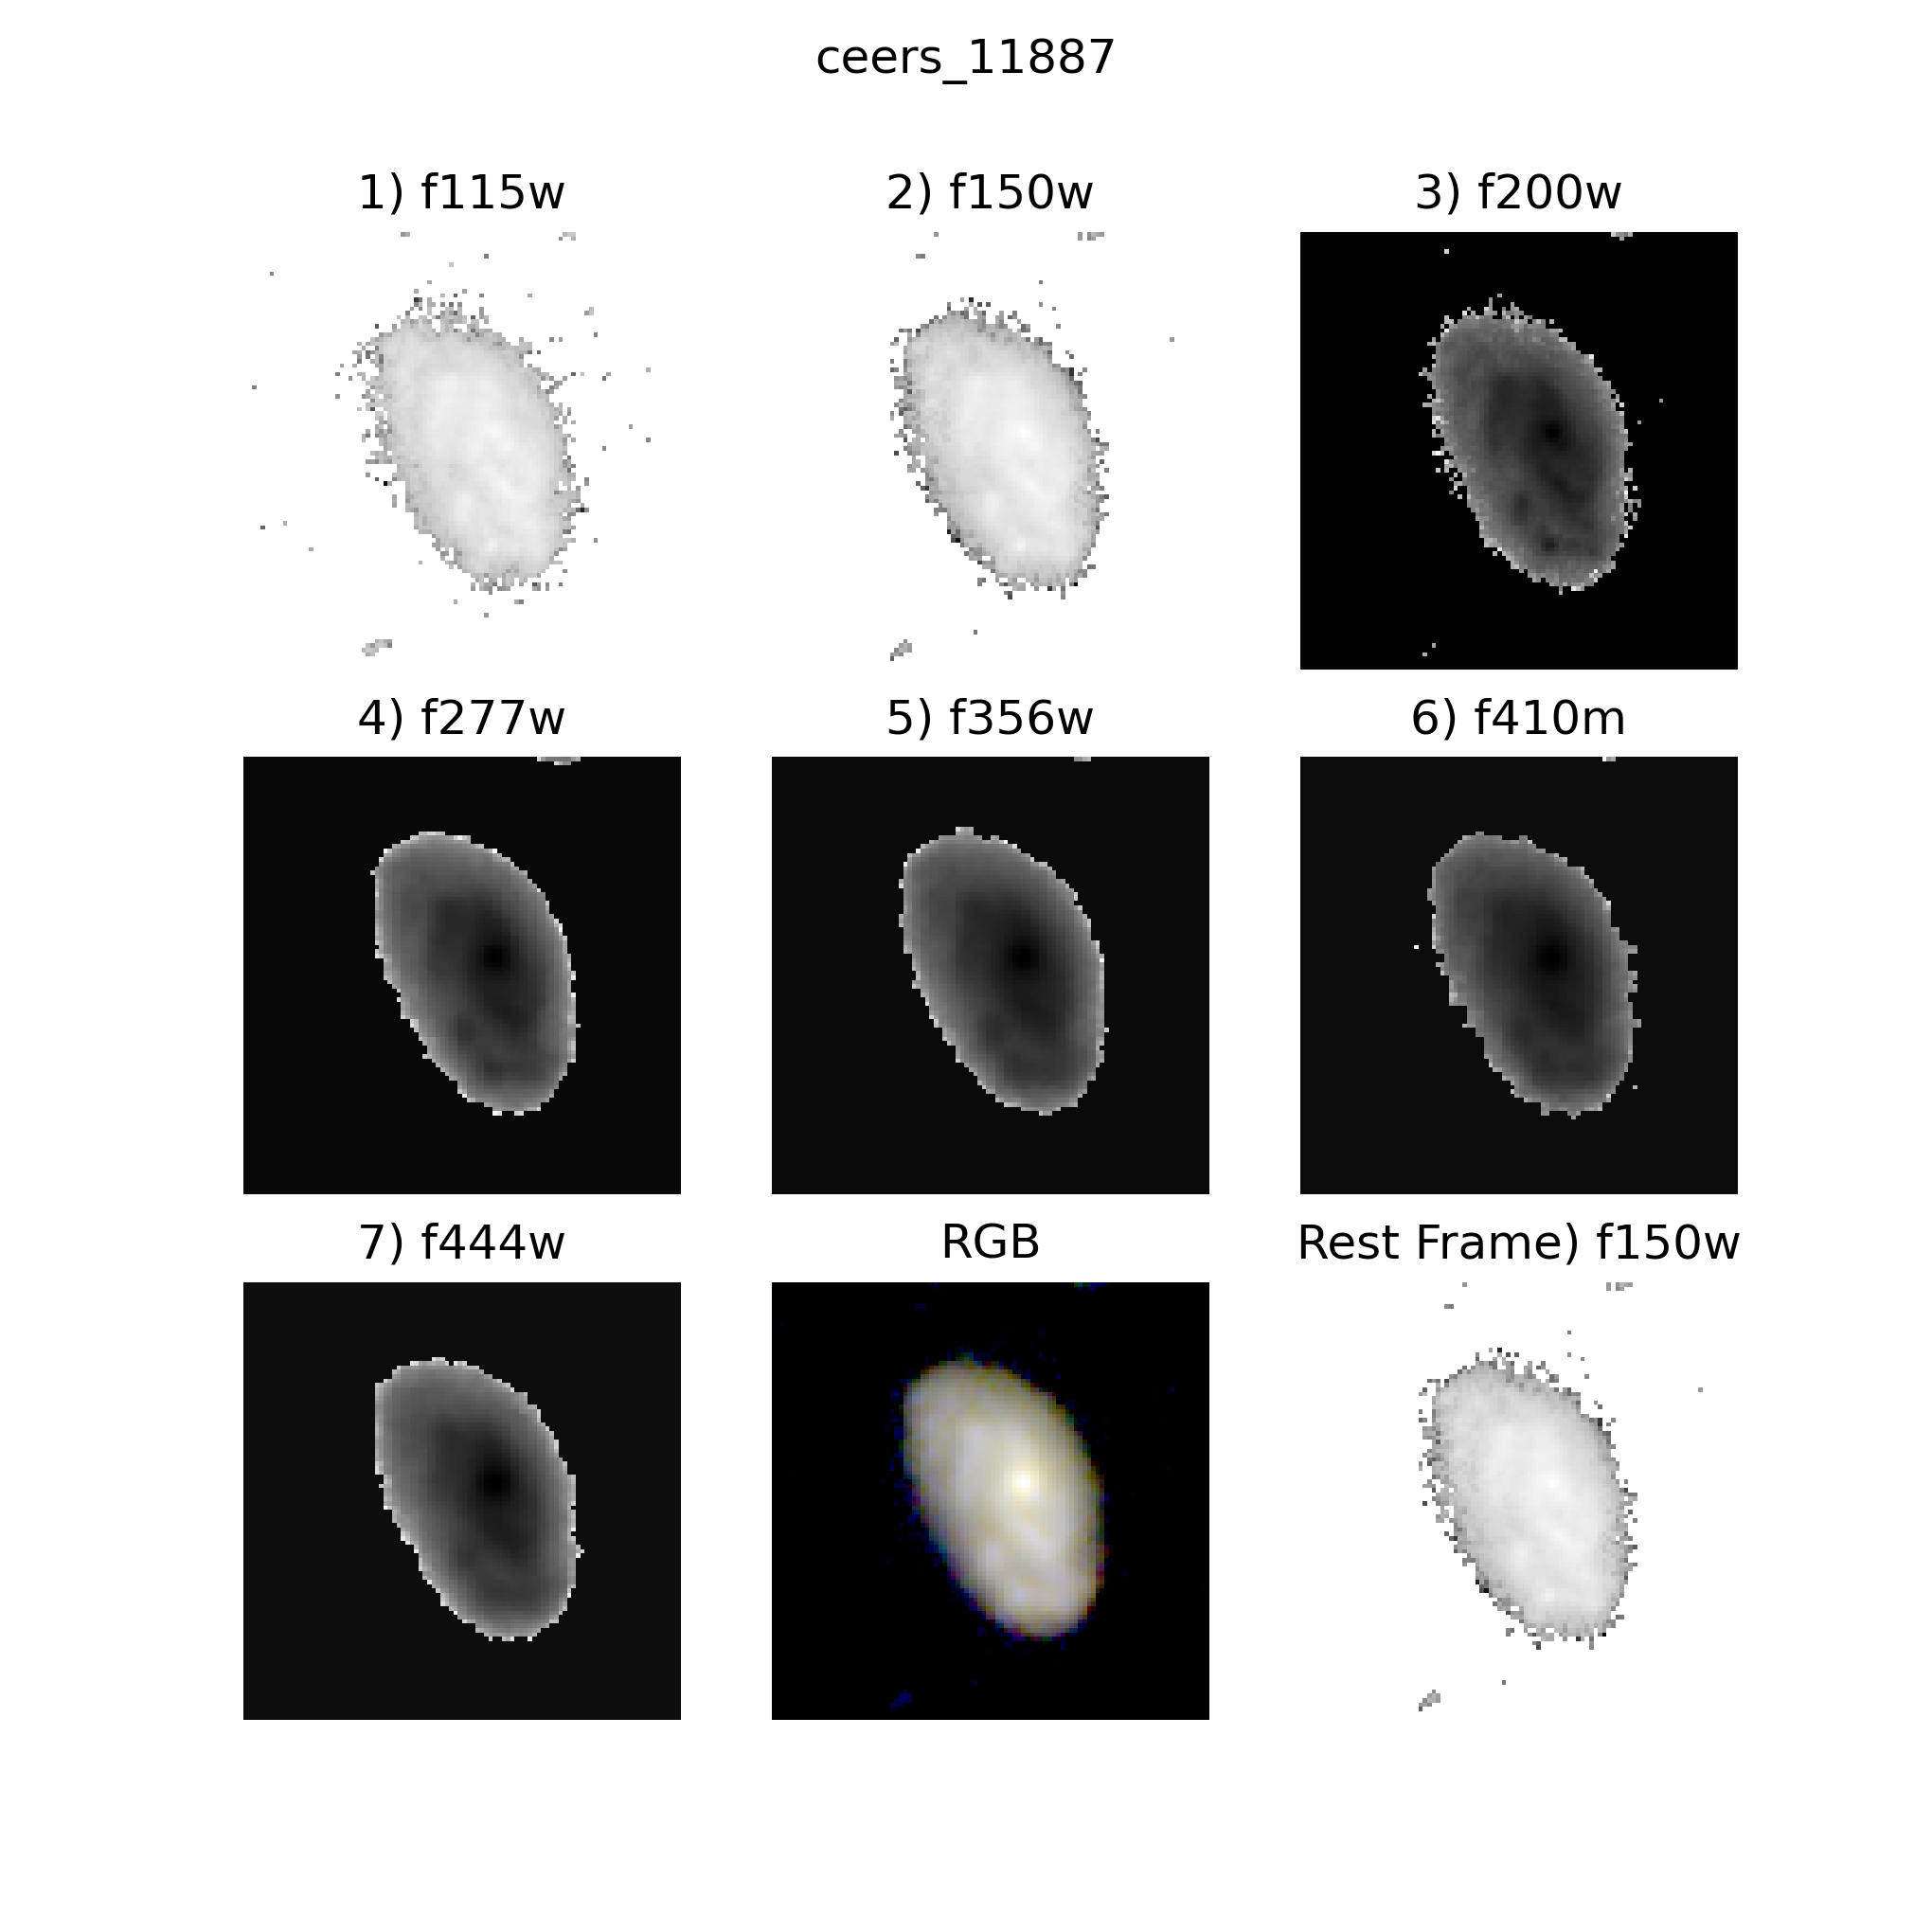 ceers_11887
1) f115w
2) f150w
3) f200w
4) f277w
5) f356w
6) f410m
7) f444w
RGB
Rest Frame) f150w